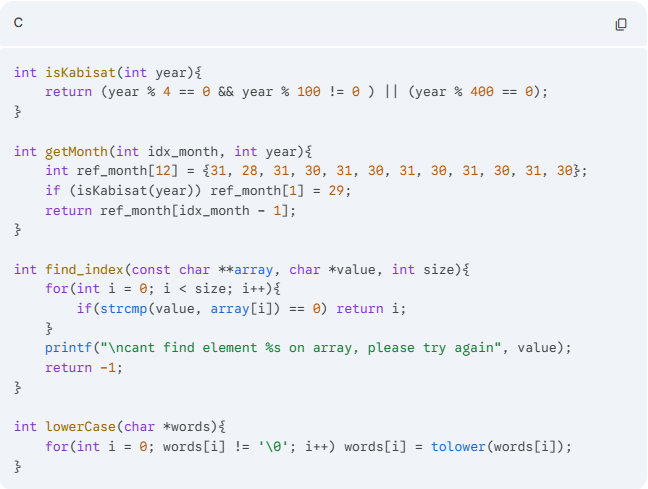 C
int isKabisat(int year){
    return (year % 4 == 0 && year % 100 != 0 ) || (year % 400 == 0);
}

int getMonth(int idx_month, int year){
    int ref_month[12] = {31, 28, 31, 30, 31, 30, 31, 30, 31, 30, 31, 30};
    if (isKabisat(year)) ref_month[1] = 29;
    return ref_month[idx_month - 1];
}

int find_index(const char **array, char *value, int size){
    for(int i = 0; i < size; i++){
        if(strcmp(value, array[i]) == 0) return i;
    }
    printf("\ncant find element %s on array, please try again", value);
    return -1;
}

int lowerCase(char *words){
    for(int i = 0; words[i] != '\0'; i++) words[i] = tolower(words[i]);
}